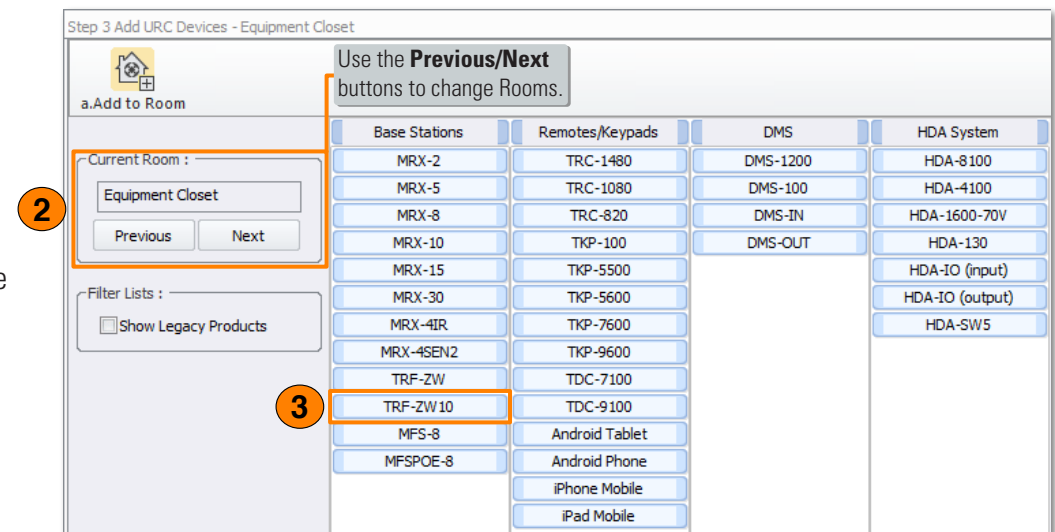 Step 3 Add URC Devices - Equipment Closet
Use the Previous/Next
buttons to change Rooms.
a.Add to Room
Base Stations Remotes/Keypads DMS HDA System
Current Room :
MRX-2 TRC-1480 DMS-1200 HDA-8100
Equipment Closet
MRX-5 TRC-1080 DMS-100 HDA-4100
2
MRX-8 TRC-820 DMS-IN HDA-1600-70V
Previous Next
MRX-10 TKP-100 DMS-OUT HDA-130
e
MRX-15 TKP-5500 HDA-IO (input)
Filter Lists :
MRX-30 TKP-5600 HDA-IO (output)
Show Legacy Products
MRX-4IR TKP-7600 HDA-SW5
MRX-4SEN2 TKP-9600
TRF-ZW TDC-7100
3
TRF-ZW10 TDC-9100
MFS-8 Android Tablet
MFSPOE-8 Android Phone
iPhone Mobile
iPad Mobile